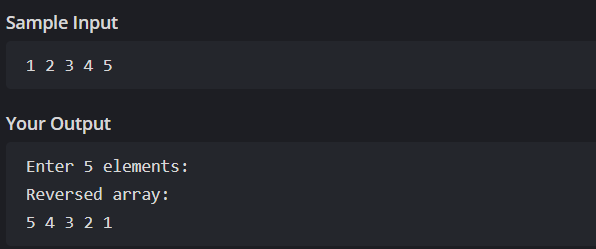 Sample Input
1 2 3 4 5
Your Output
Enter 5 elements:
Reversed array:
5 4 3 2 1